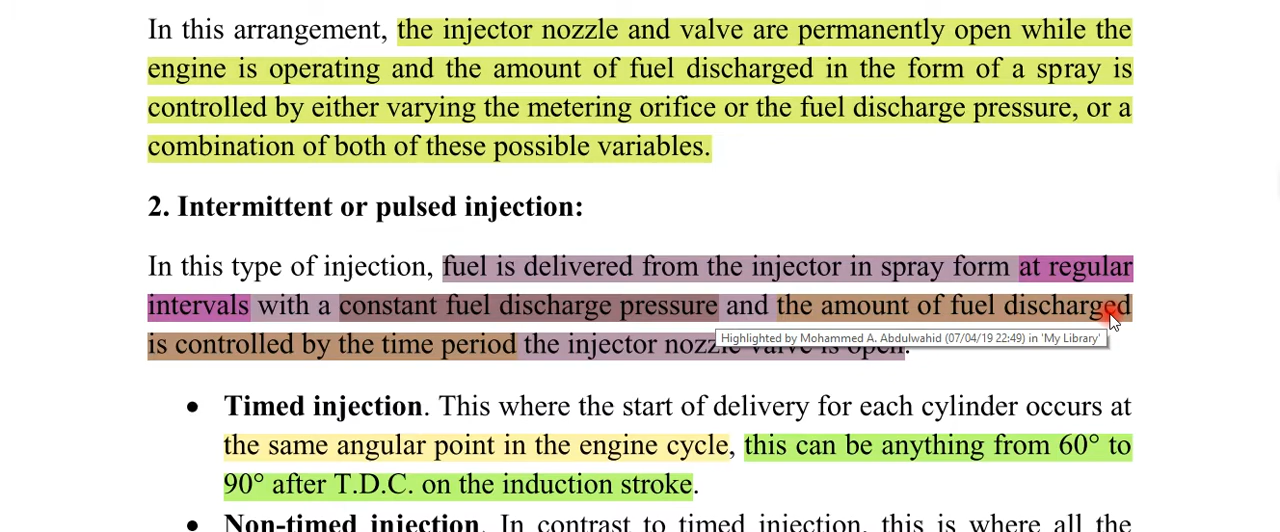 In this arrangement, the injector nozzle and valve are permanently open while the
engine is operating and the amount of fuel discharged in the form of a spray is
controlled by either varying the metering orifice or the fuel discharge pressure, or a
combination of both of these possible variables.
2. Intermittent or pulsed injection:
In this type of injection, fuel is delivered from the injector in spray form at regular
intervals with a constant fuel discharge pressure and the amount of fuel discharged
is controlled by the time period the injector nozzle valve is open.
Highlighted by Mohammed A. Abdulwahid (07/04/19 22:49) in 'My Library'
• Timed injection. This where the start of delivery for each cylinder occurs at
the same angular point in the engine cycle, this can be anything from 60° to
90° after T.D.C. on the induction stroke.
• Non-timed injection. In contrast to timed injection, this is where all the